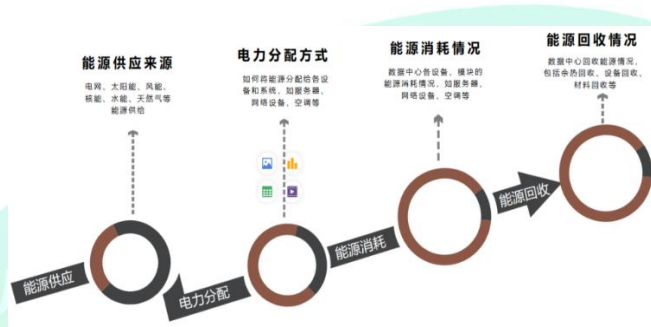 能源供应来源
电网、太阳能、风能、
核能、水能、天然气等
能源供给
电力分配方式
如何将能源分配给各设
备和系统，如服务器、
网络设备、空调等
能源消耗情况
数据中心各设备、模块的
能源消耗情况，如服务器、
网络设备、空调等
能源回收情况
数据中心回收能源情况，
包括余热回收、设备回收、
材料回收等
能源供应
电力分配
能源消耗
能源回收